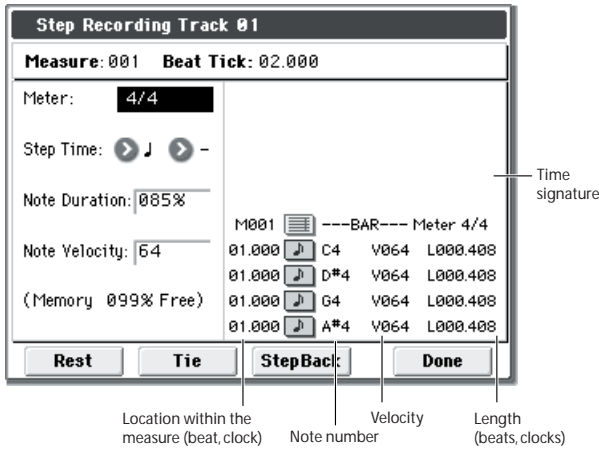 Step Recording Track 01
Measure: 001 Beat Tick: 02.000
Meter: 4/4
Step Time: ♩ -
Note Duration: 085%
Note Velocity: 64
(Memory 099% Free)
M001 ---BAR--- Meter 4/4
01.000 C4 V064 L000.408
01.000 D#4 V064 L000.408
01.000 G4 V064 L000.408
01.000 A#4 V064 L000.408
Rest Tie StepBack Done
Time
signature
Location within the
measure (beat, clock)
Note number
Velocity
Length
(beats, clocks)